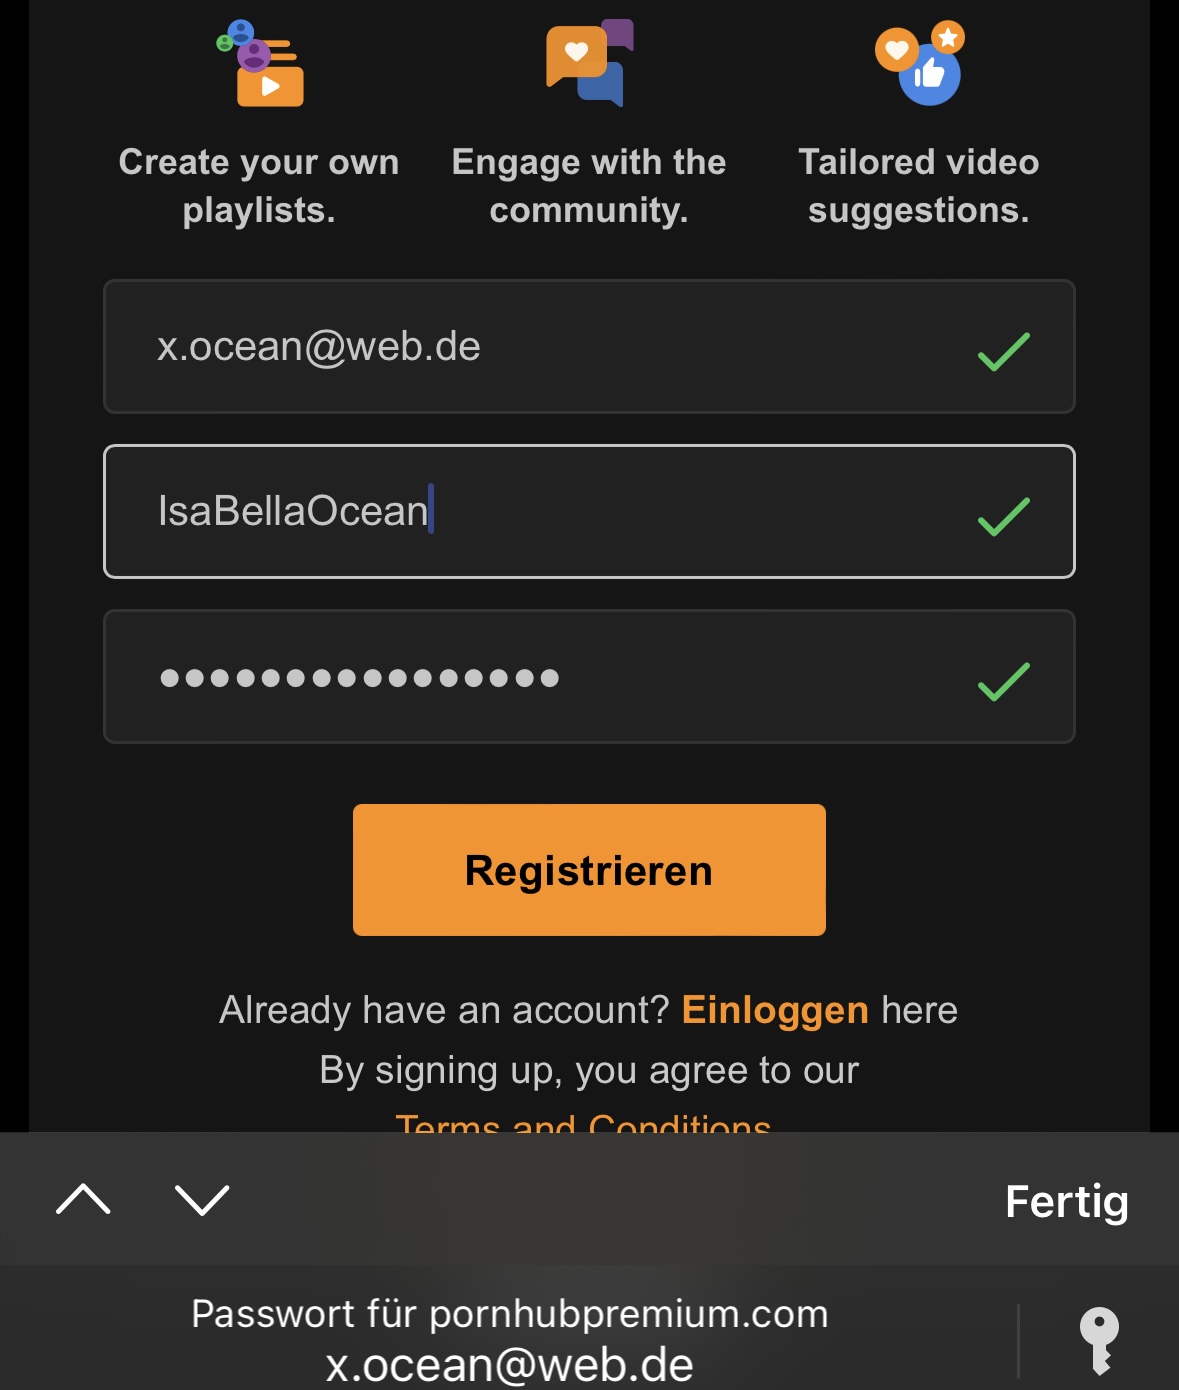 Create your own
playlists.
Engage with the
community.
Tailored video
suggestions.
x.ocean@web.de
IsaBellaOcean
●●●●●●●●●●●●●●●●
Registrieren
Already have an account? Einloggen here
By signing up, you agree to our
Terms and Conditions
Fertig
Passwort für pornhubpremium.com
x.ocean@web.de